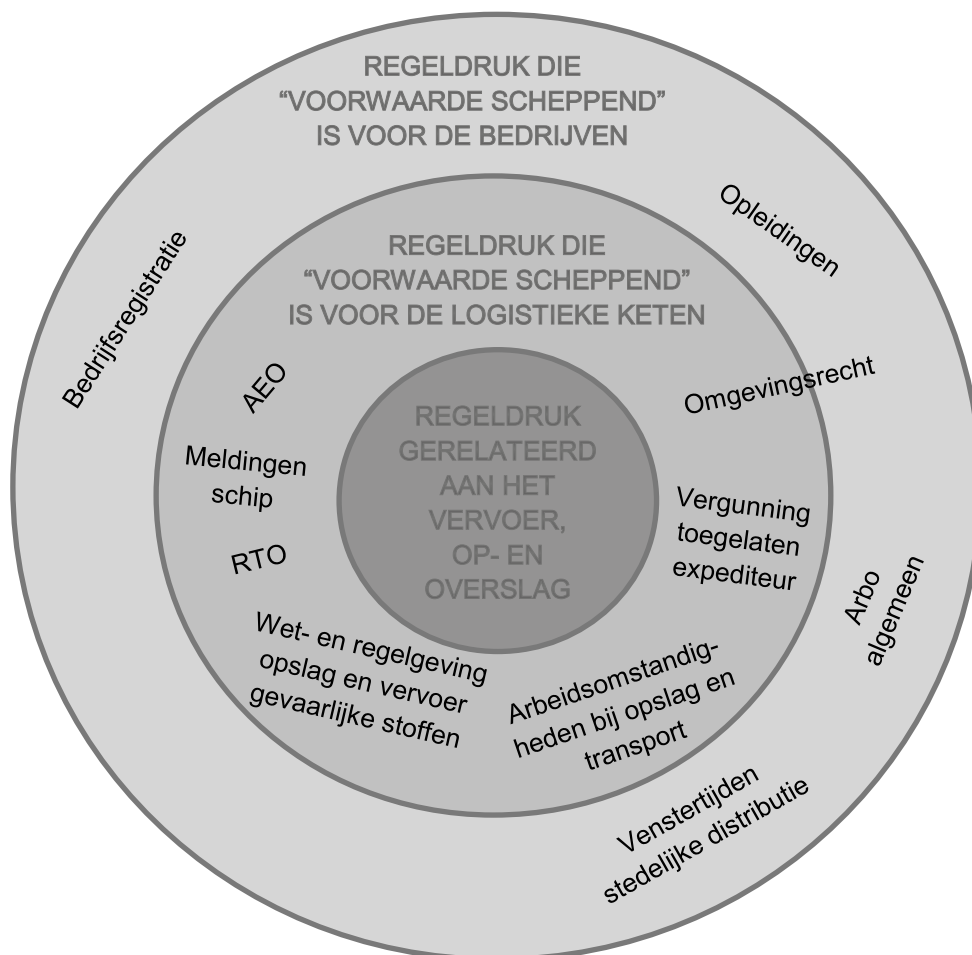 REGELDRUK DIE
“VOORWAARDE SCHEPPEND”
IS VOOR DE BEDRIJVEN
Opleidingen
Bedrijfsregistratie
REGELDRUK DIE
“VOORWAARDE SCHEPPEND”
IS VOOR DE LOGISTIEKE KETEN
AEO
Omgevingsrecht
REGELDRUK
GERELATEERD
AAN HET
VERVOER,
OP- EN
OVERSLAG
Meldingen
schip
Vergunning
toegelaten
expediteur
RTO
Arbo
algemeen
Wet- en regelgeving
opslag en vervoer
gevaarlijke stoffen
Arbeidsomstandig-
heden bij opslag en
transport
Venstertijden
stedelijke distributie